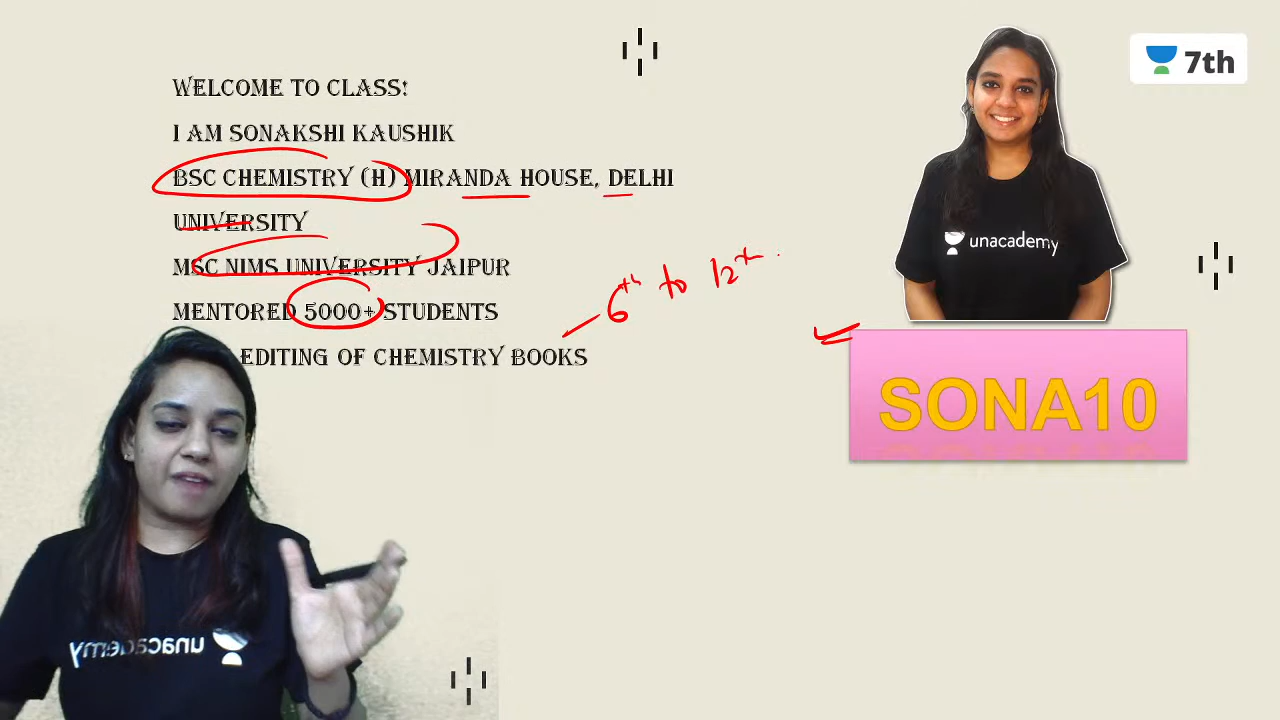 WELCOME TO CLASS!
I AM SONAKSHI KAUSHIK
BSC CHEMISTRY (H) MIRANDA HOUSE, DELHI
UNIVERSITY
MSC NIMS UNIVERSITY JAIPUR
MENTORED 5000+ STUDENTS
EDITING OF CHEMISTRY BOOKS
6th to 12th
7th
unacademy
SONA10
unacademy